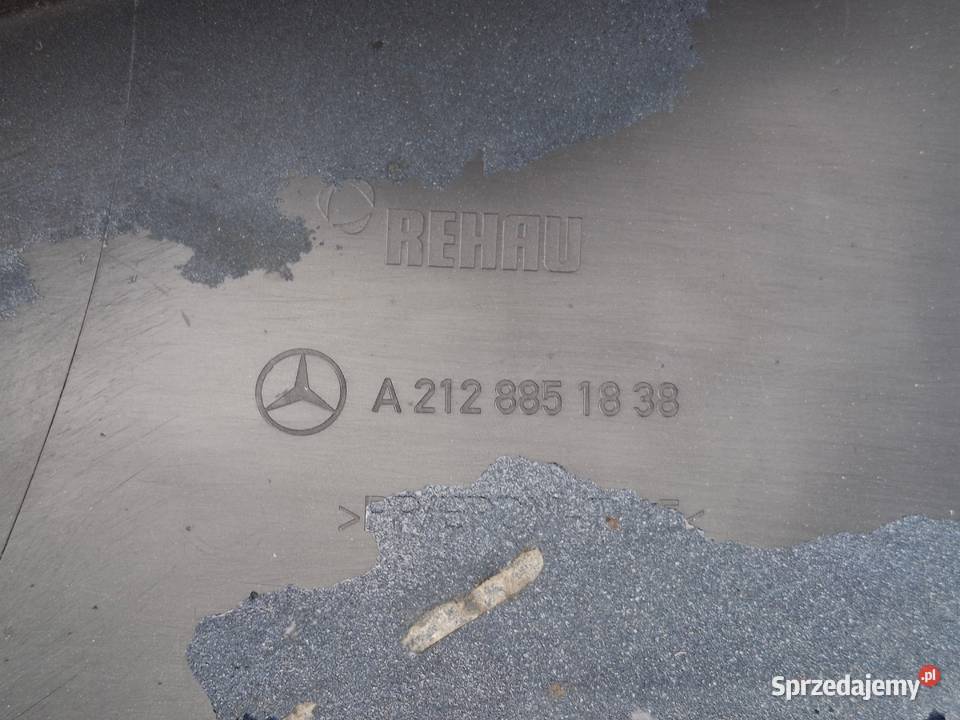 REHAU
A 212 885 18 38
Sprzedajemy.pl